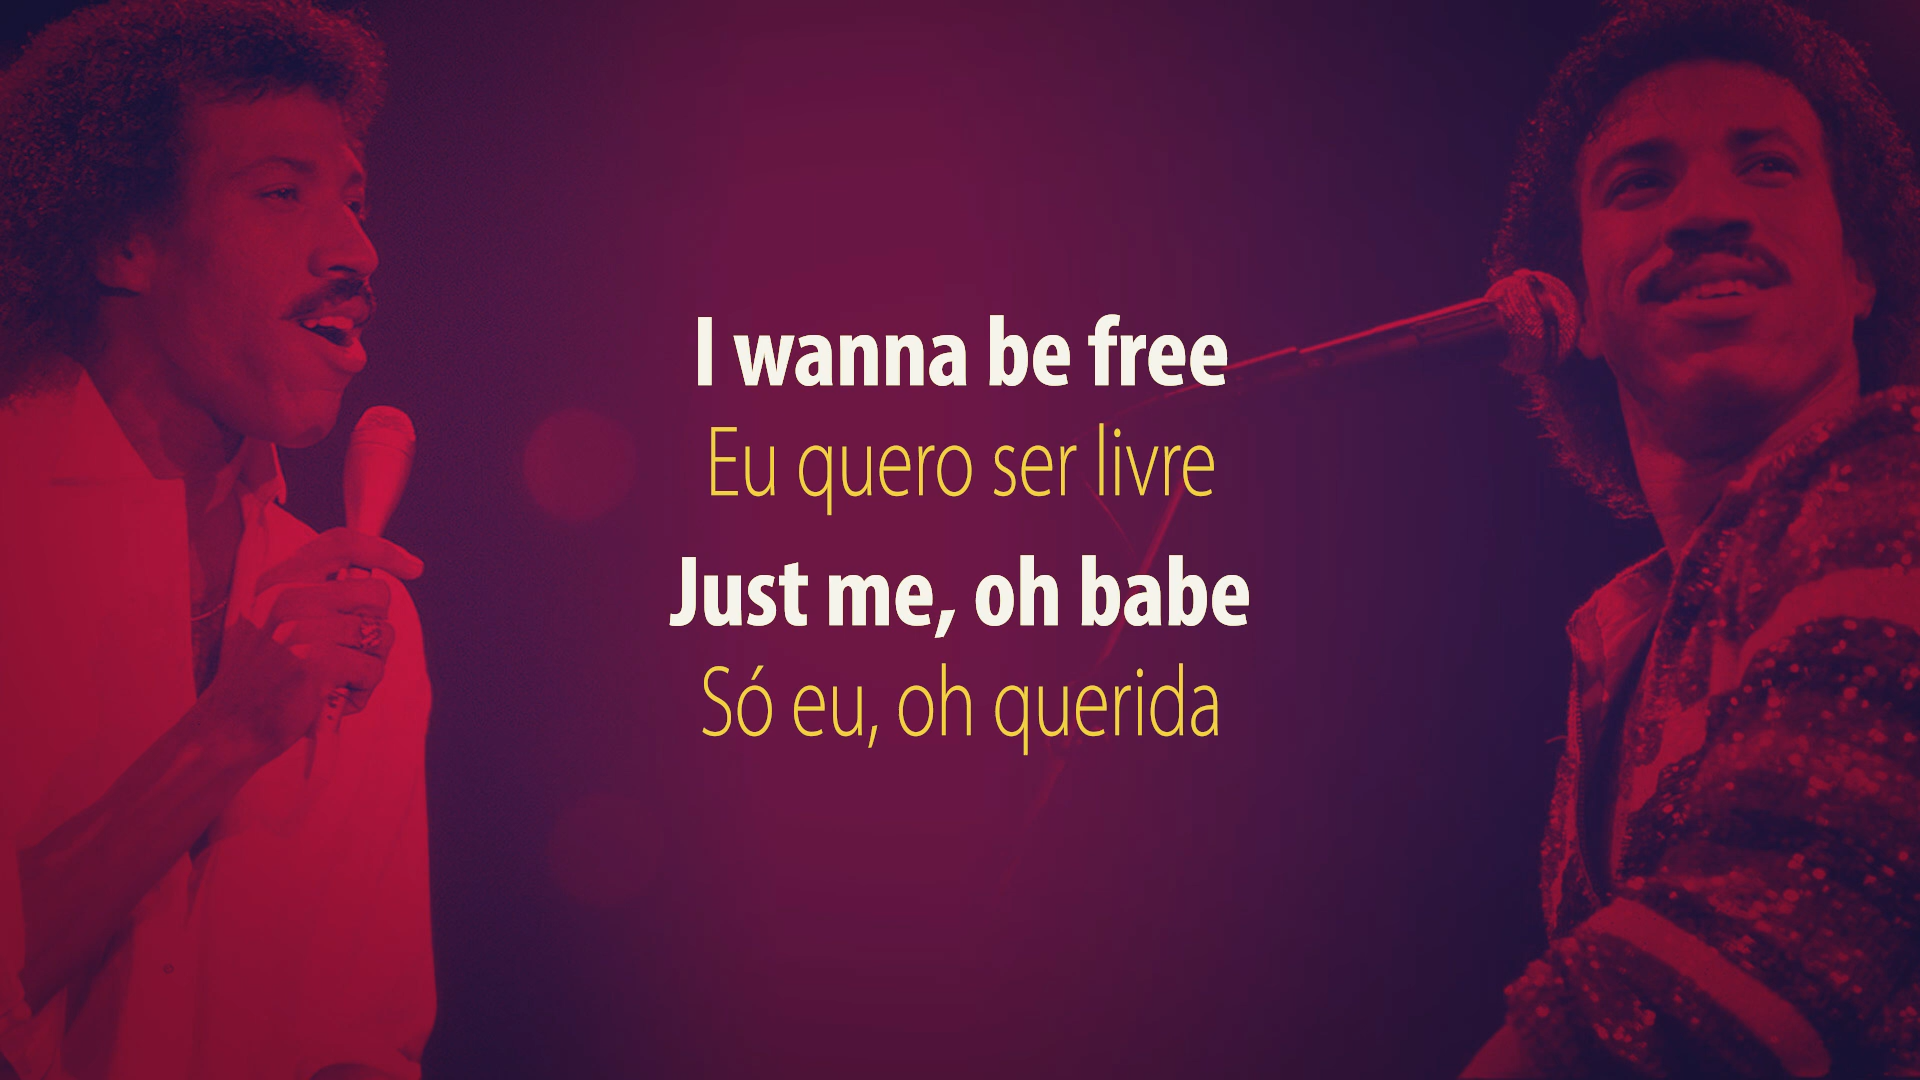 I wanna be free
Eu quero ser livre
Just me, oh babe
Só eu, oh querida